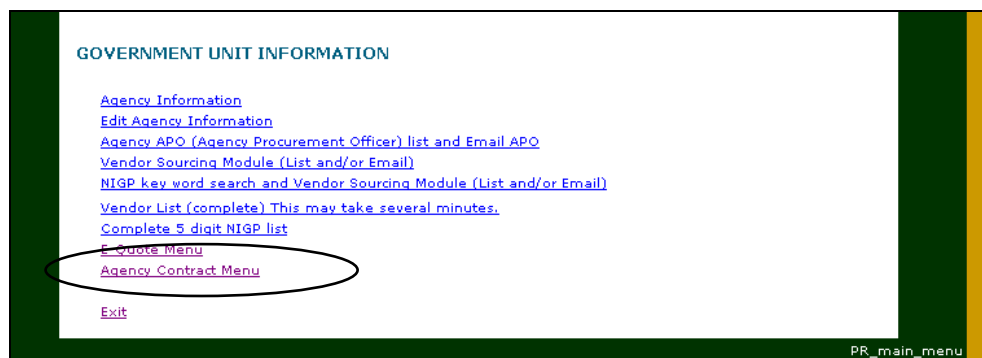 GOVERNMENT UNIT INFORMATION
Agency Information
Edit Agency Information
Agency APO (Agency Procurement Officer) list and Email APO
Vendor Sourcing Module (List and/or Email)
NIGP key word search and Vendor Sourcing Module (List and/or Email)
Vendor List (complete) This may take several minutes.
Complete 5 digit NIGP list
E-Quote Menu
Agency Contract Menu
Exit
PR_main_menu